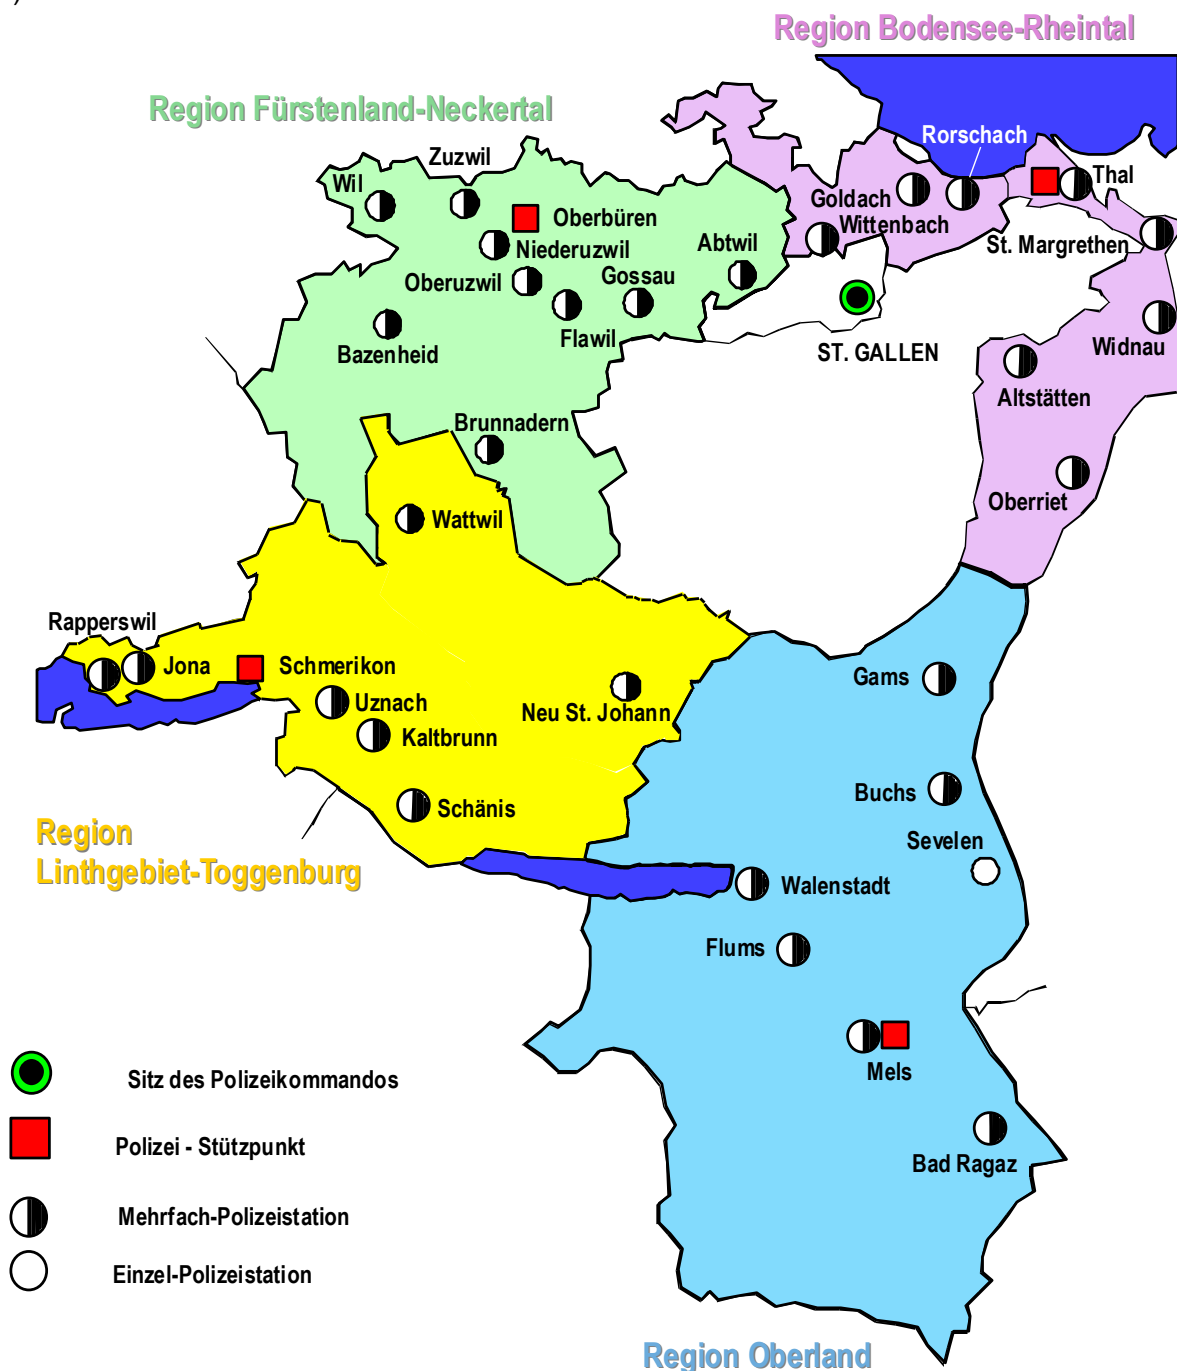 )
Region Bodensee-Rheintal
Region Fürstenland-Neckertal
Rorschach
Zuzwil
Wil
Thal
Goldach
Oberbüren
Wittenbach
Abtwil
St. Margrethen
Niederuzwil
Oberuzwil
Gossau
Flawil
Bazenheid
ST. GALLEN
Widnau
Altstätten
Brunnadern
Oberriet
Wattwil
Rapperswil
Jona
Schmerikon
Gams
Uznach
Neu St. Johann
Kaltbrunn
Buchs
Schänis
Region
Linthgebiet-Toggenburg
Sevelen
Walenstadt
Flums
Mels
Sitz des Polizeikommandos
Polizei - Stützpunkt
Bad Ragaz
Mehrfach-Polizeistation
Einzel-Polizeistation
Region Oberland